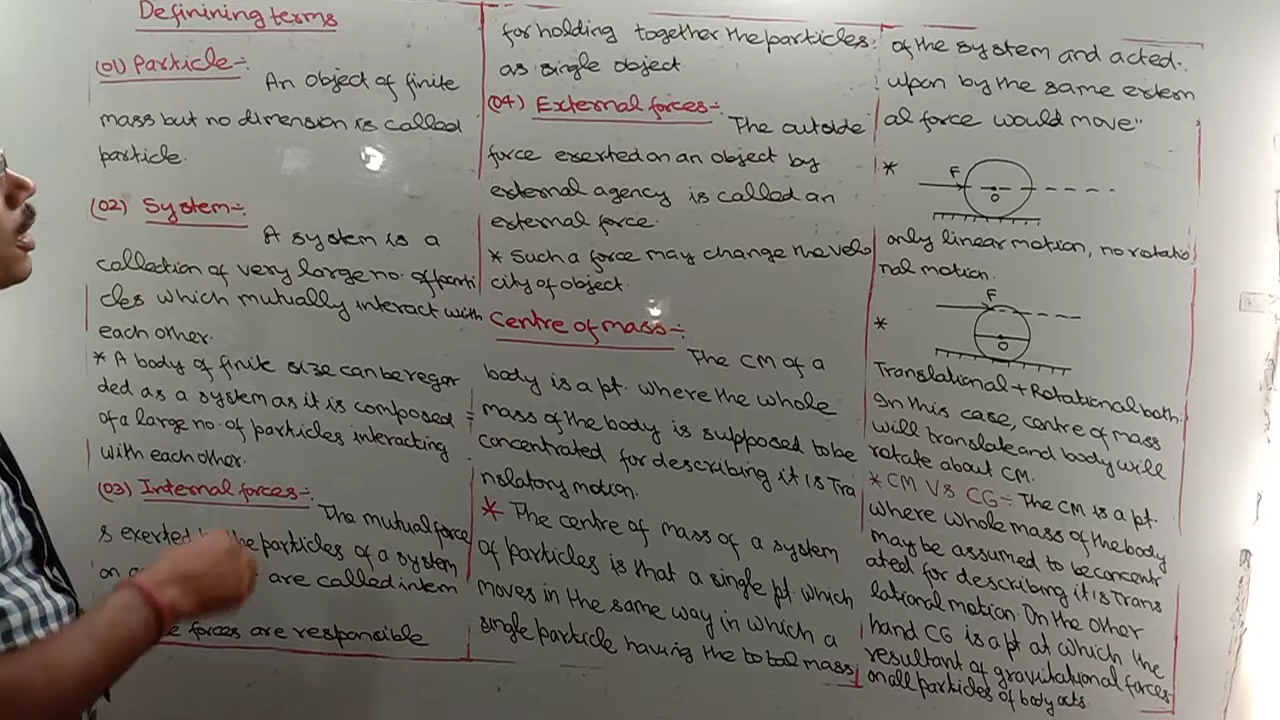 Definining terms
(01) Particle:-
An object of finite
mass but no dimension is called
particle.
(02) System:-
A system is a
collection of very large no. of parti
cles which mutually interact with
each other.
* A body of finite size can be regar
ded as a system as it is composed
of a large no. of particles interacting
with each other.
(03) Internal forces:-
The mutual force
s exerted by the particles of a system
on are called intern
forces are responsible
for holding together the particles
as single object
(04) External forces:-
The outside
force exerted on an object by
external agency is called an
external force.
* Such a force may change the velo
city of object.
Centre of mass:-
The CM of a
body is a pt. where the whole
mass of the body is supposed to be
concentrated for describing it is Tra
nslatory motion.
* The centre of mass of a system
of particles is that a single pt. which
moves in the same way in which a
single particle having the total mass
of the system and acted
upon by the same extern
al force would move"
*
F
O
only linear motion, no rotatio
nal motion.
F
*
O
Translational + Rotational both.
In this case, centre of mass
will translate and body will
rotate about CM.
* CM Vs CG:- The CM is a pt.
where whole mass of the body
may be assumed to be concentr
ated for describing it is Trans
lational motion. On the other
hand CG is a pt at which the
resultant of gravitational forces
on all particles of body acts.